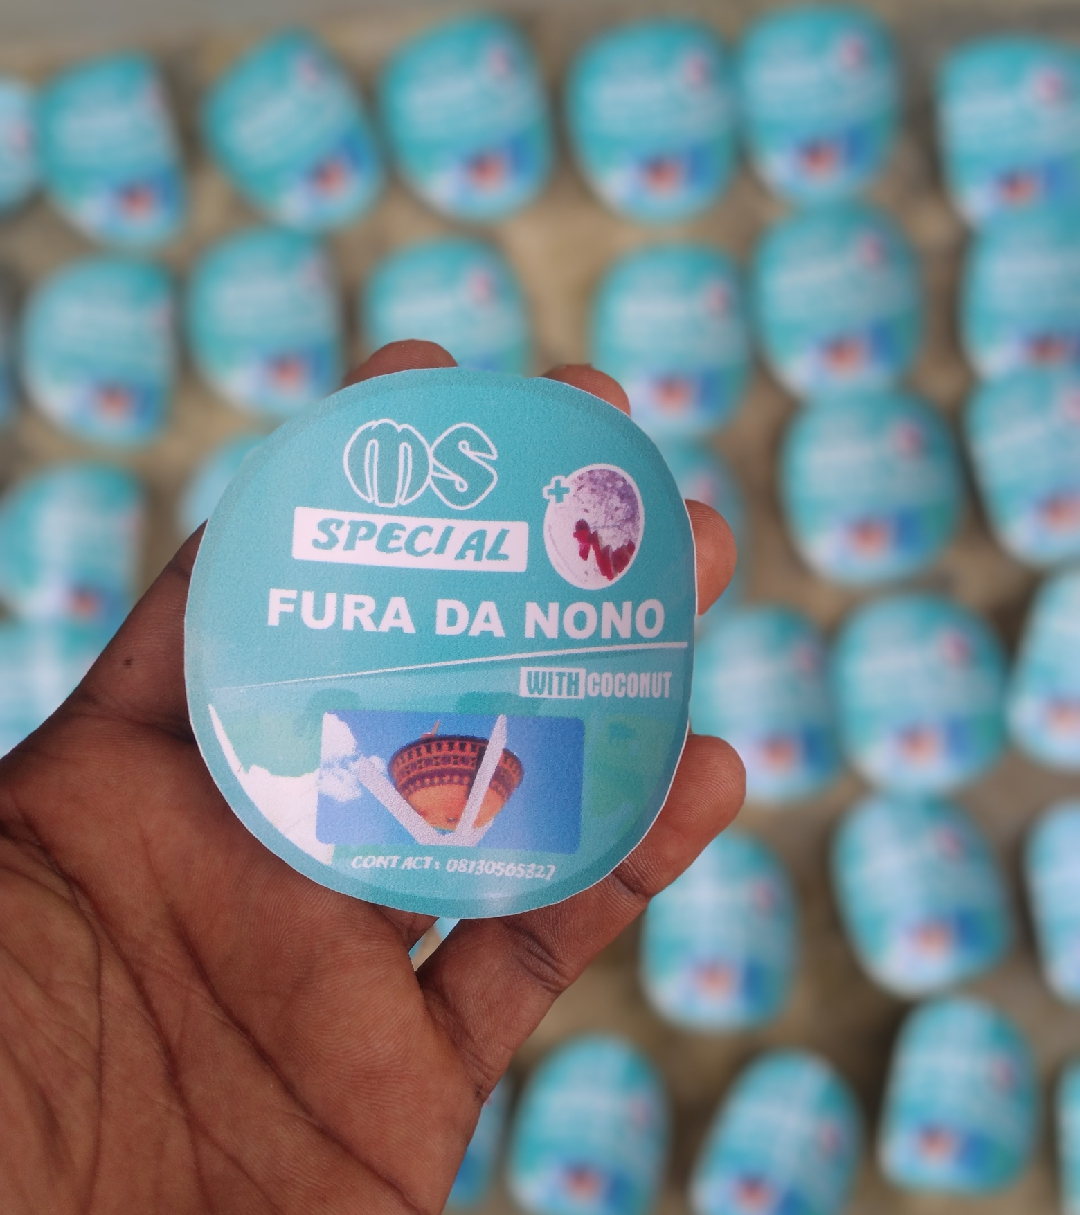 MS
SPECIAL
+
FURA DA NONO
WITH COCONUT
CONTACT: 08130565327